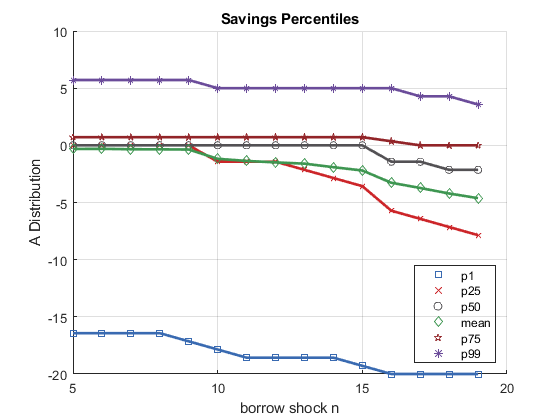 Savings Percentiles
10
5
0
-5
-10
-15
-20
A Distribution
p1
p25
p50
mean
p75
p99
5
10
15
20
borrow shock n